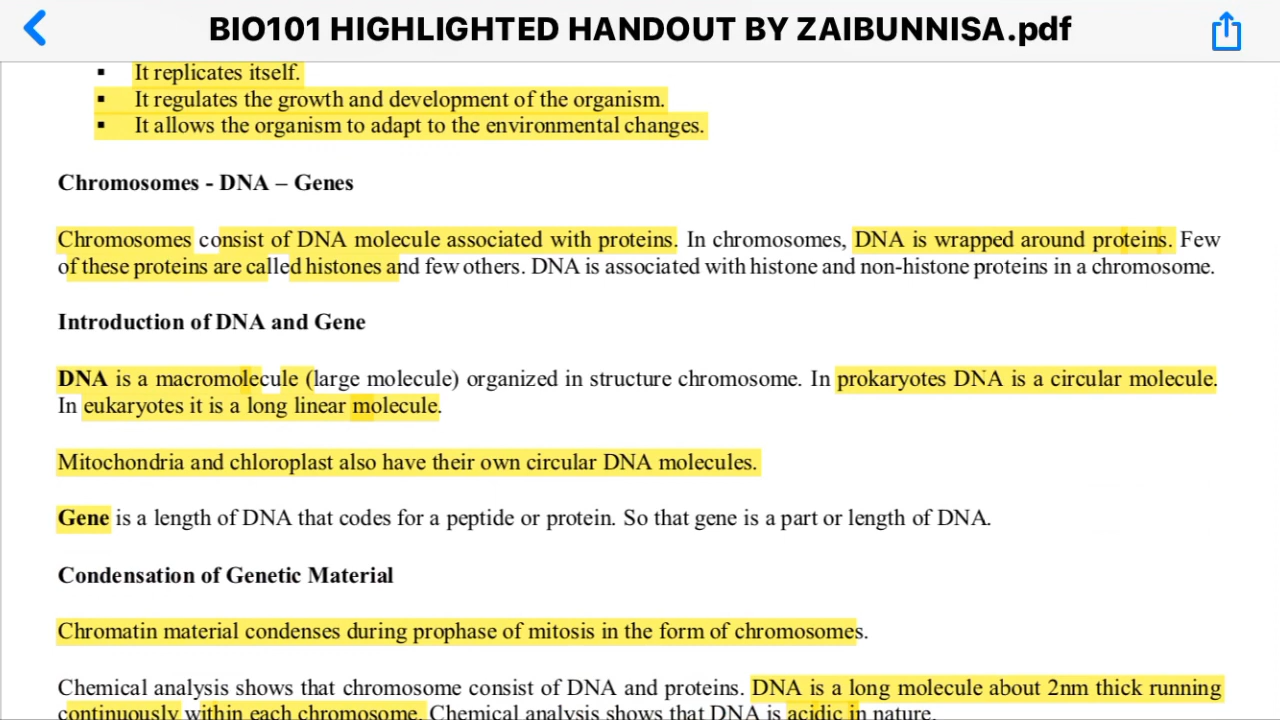 BIO101 HIGHLIGHTED HANDOUT BY ZAIBUNNISA.pdf
▪ It replicates itself.
▪ It regulates the growth and development of the organism.
▪ It allows the organism to adapt to the environmental changes.
Chromosomes - DNA – Genes
Chromosomes consist of DNA molecule associated with proteins. In chromosomes, DNA is wrapped around proteins. Few
of these proteins are called histones and few others. DNA is associated with histone and non-histone proteins in a chromosome.
Introduction of DNA and Gene
DNA is a macromolecule (large molecule) organized in structure chromosome. In prokaryotes DNA is a circular molecule.
In eukaryotes it is a long linear molecule.
Mitochondria and chloroplast also have their own circular DNA molecules.
Gene is a length of DNA that codes for a peptide or protein. So that gene is a part or length of DNA.
Condensation of Genetic Material
Chromatin material condenses during prophase of mitosis in the form of chromosomes.
Chemical analysis shows that chromosome consist of DNA and proteins. DNA is a long molecule about 2nm thick running
continuously within each chromosome. Chemical analysis shows that DNA is acidic in nature.